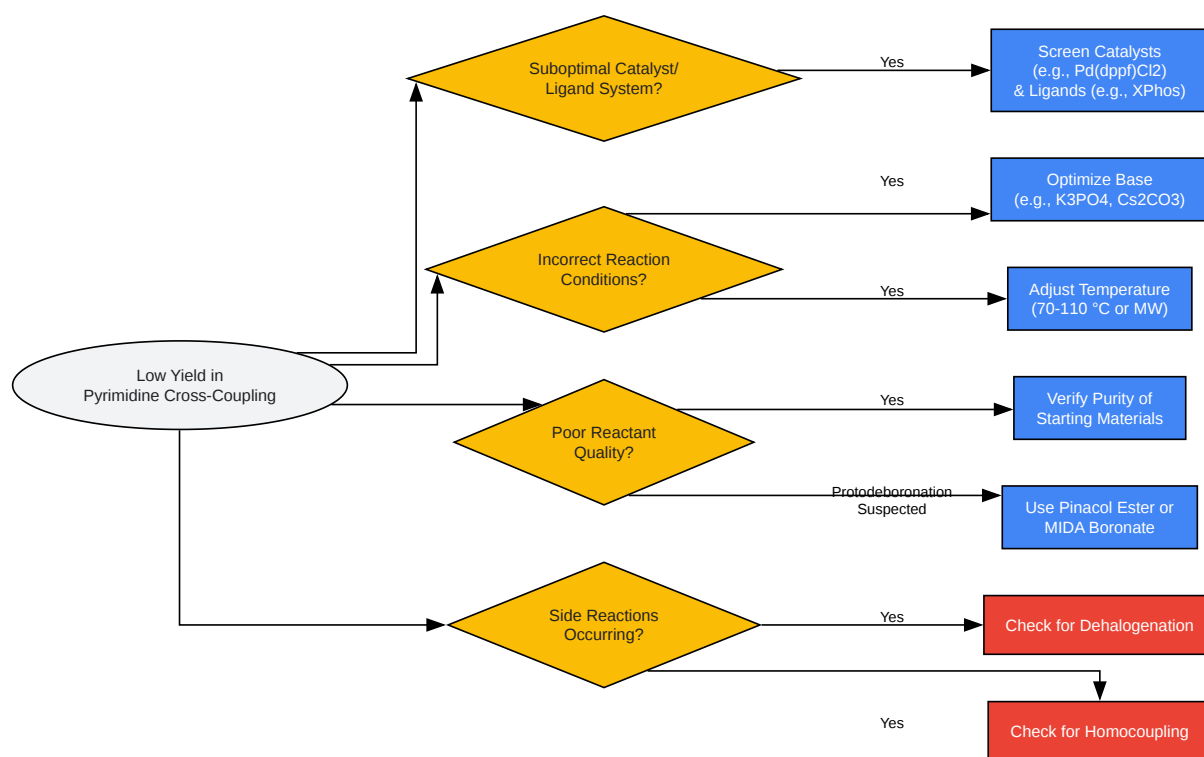 Suboptimal Catalyst/
Ligand System?
Yes
Screen Catalysts
(e.g., Pd(dppf)Cl2)
& Ligands (e.g., XPhos)
Yes
Optimize Base
(e.g., K3PO4, Cs2CO3)
Incorrect Reaction
Conditions?
Yes
Adjust Temperature
(70-110 °C or MW)
Low Yield in
Pyrimidine Cross-Coupling
Poor Reactant
Quality?
Yes
Verify Purity of
Starting Materials
Protodeboronation
Suspected
Use Pinacol Ester or
MIDA Boronate
Side Reactions
Occurring?
Yes
Check for Dehalogenation
Yes
Check for Homocoupling